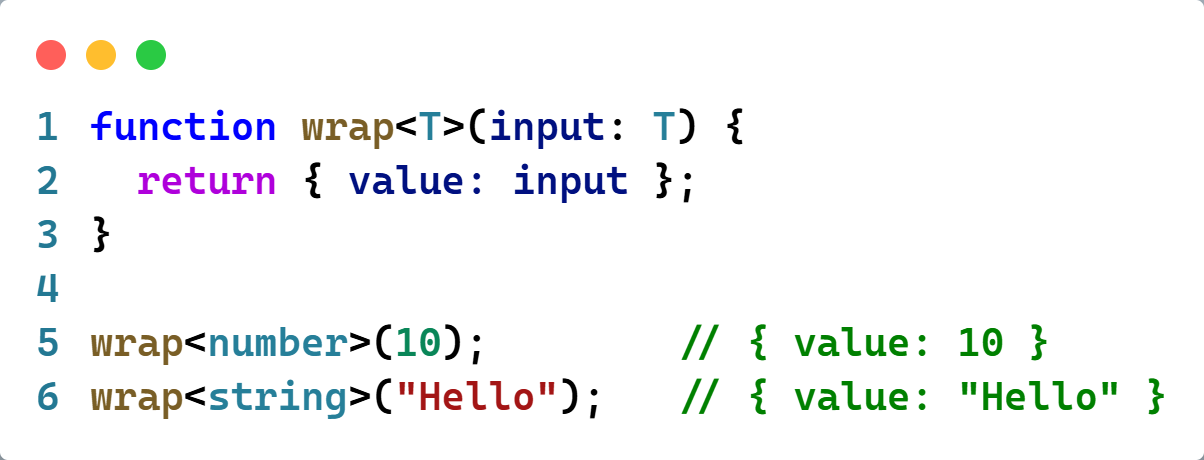 1 function wrap<T>(input: T) {
2   return { value: input };
3 }
4
5 wrap<number>(10);        // { value: 10 }
6 wrap<string>("Hello");   // { value: "Hello" }